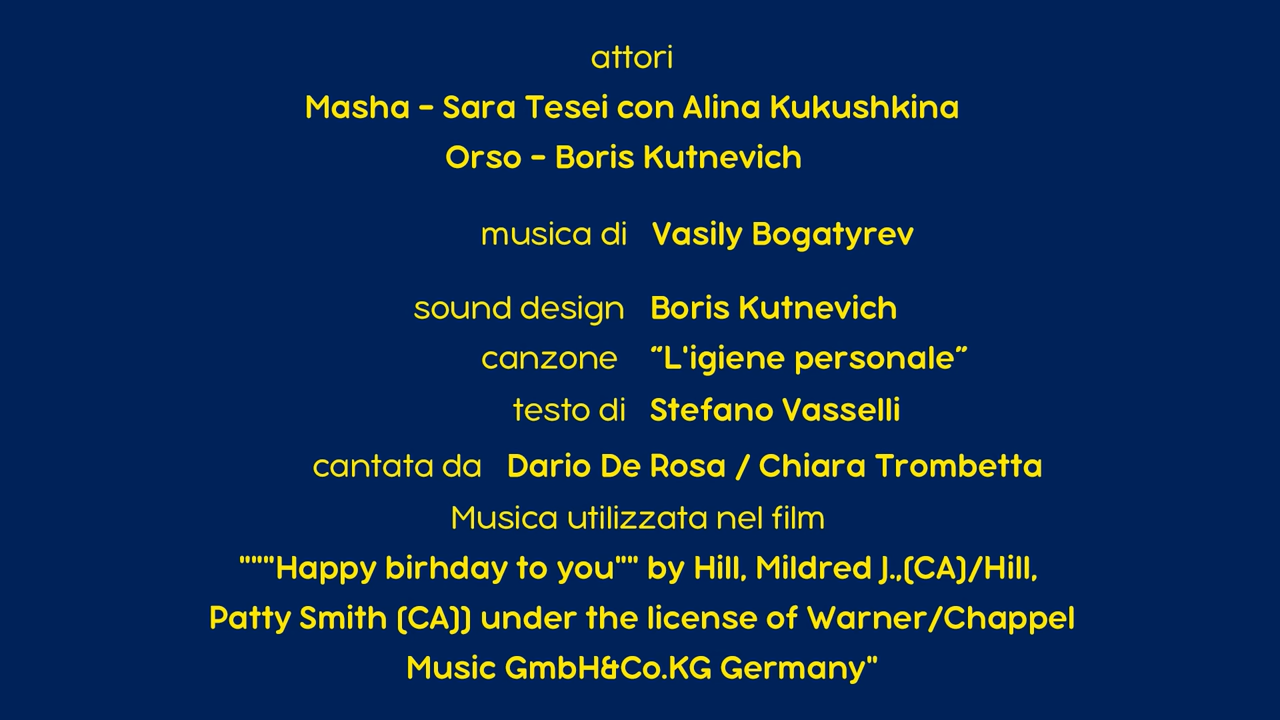 attori
Masha - Sara Tesei con Alina Kukushkina
Orso - Boris Kutnevich
musica di Vasily Bogatyrev
sound design Boris Kutnevich
canzone “L'igiene personale”
testo di Stefano Vasselli
cantata da Dario De Rosa / Chiara Trombetta
Musica utilizzata nel film
""""Happy birhday to you"" by Hill, Mildred J.,(CA)/Hill,
Patty Smith (CA)) under the license of Warner/Chappel
Music GmbH&Co.KG Germany"